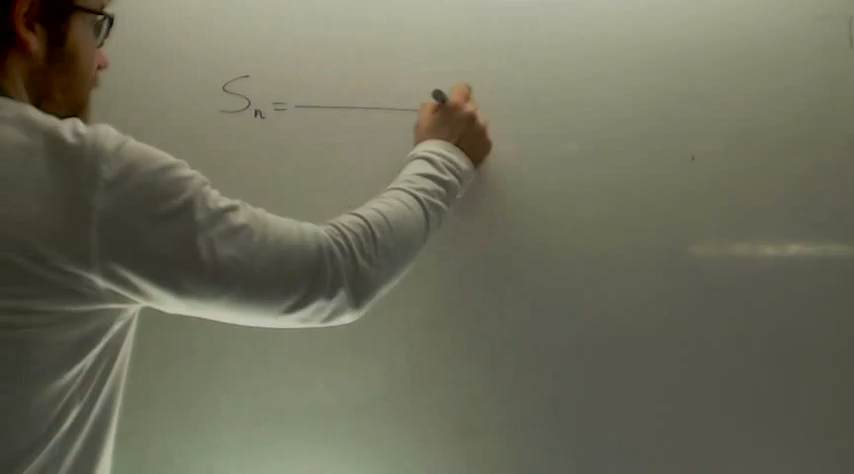 Sn =